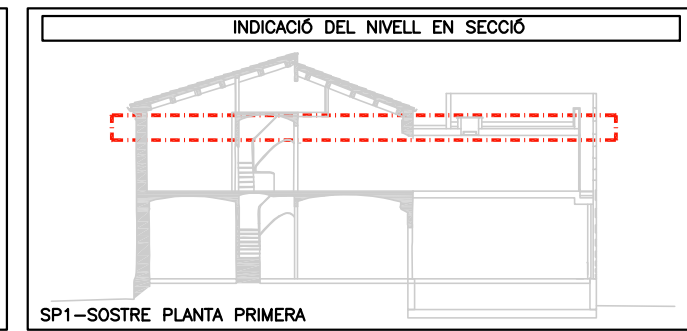 INDICACIÓ DEL NIVELL EN SECCIÓ
SP1-SOSTRE PLANTA PRIMERA